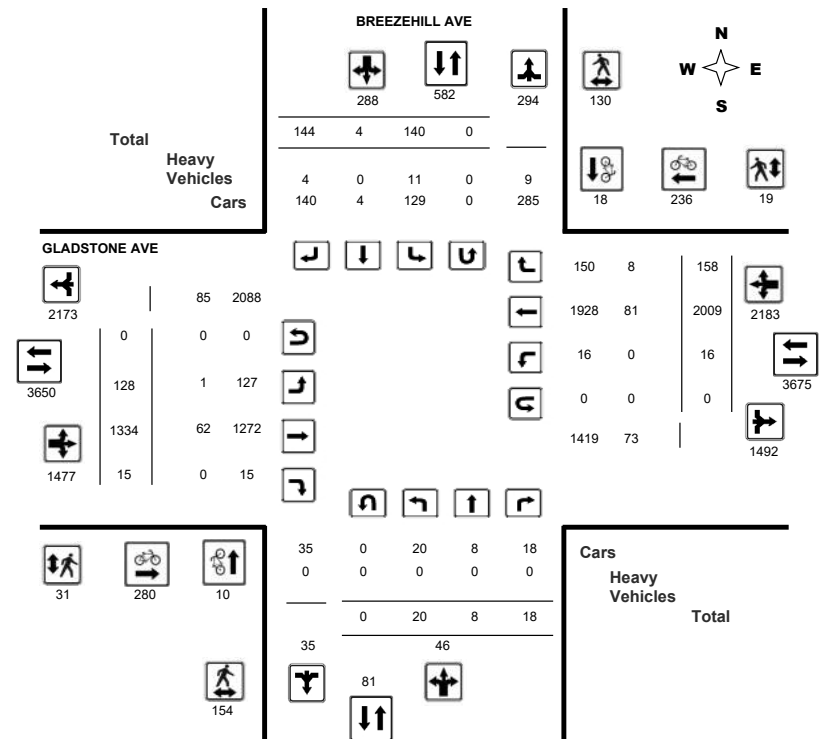 BREEZEHILL AVE
N
W E
S
288 582 294 130
Total 144 4 140 0
Heavy
Vehicles 4 0 11 0 9
Cars 140 4 129 0 285
18 236 19
GLADSTONE AVE
2173 85 2088
0 0 0
3650 128 1 127
1334 62 1272
1477 15 0 15
150 8 158
1928 81 2009 2183
16 0 16
3675
0 0 0
1419 73 1492
31 280 10
154
35 0 20 8 18
0 0 0 0 0
0 20 8 18
35 46
81
Cars
Heavy
Vehicles
Total